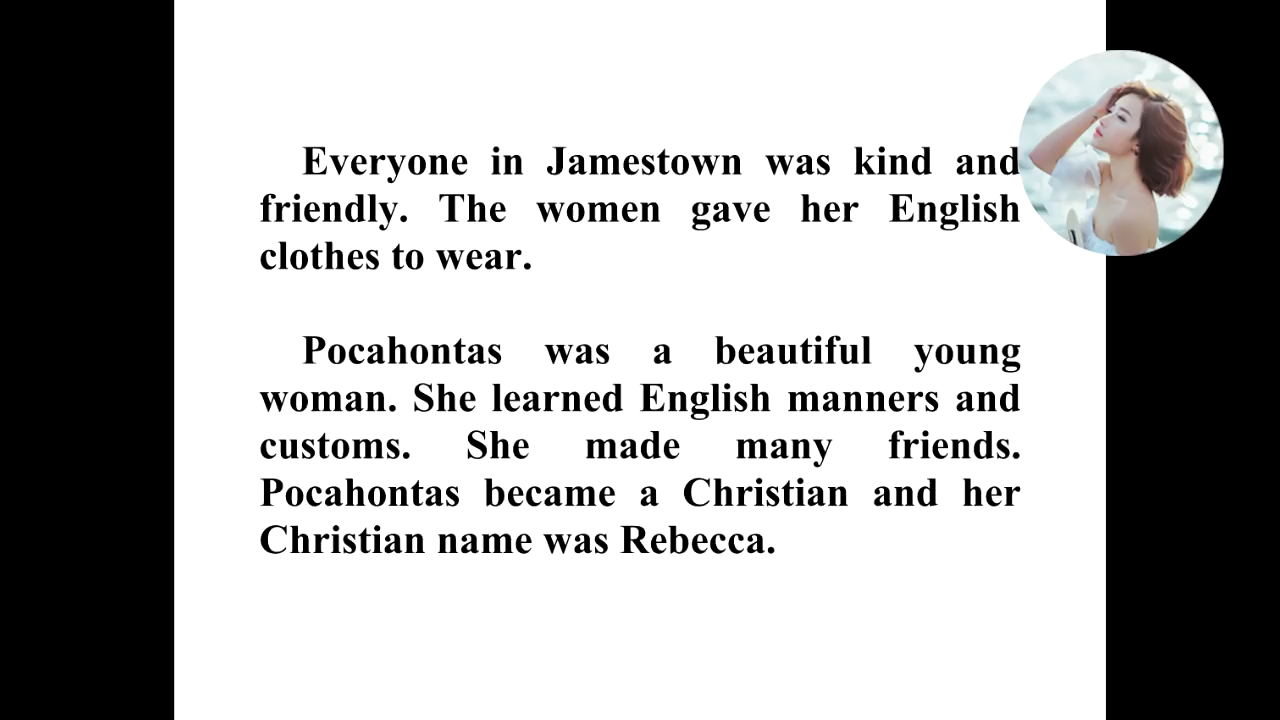 Everyone in Jamestown was kind and
friendly. The women gave her English
clothes to wear.
Pocahontas was a beautiful young
woman. She learned English manners and
customs. She made many friends.
Pocahontas became a Christian and her
Christian name was Rebecca.